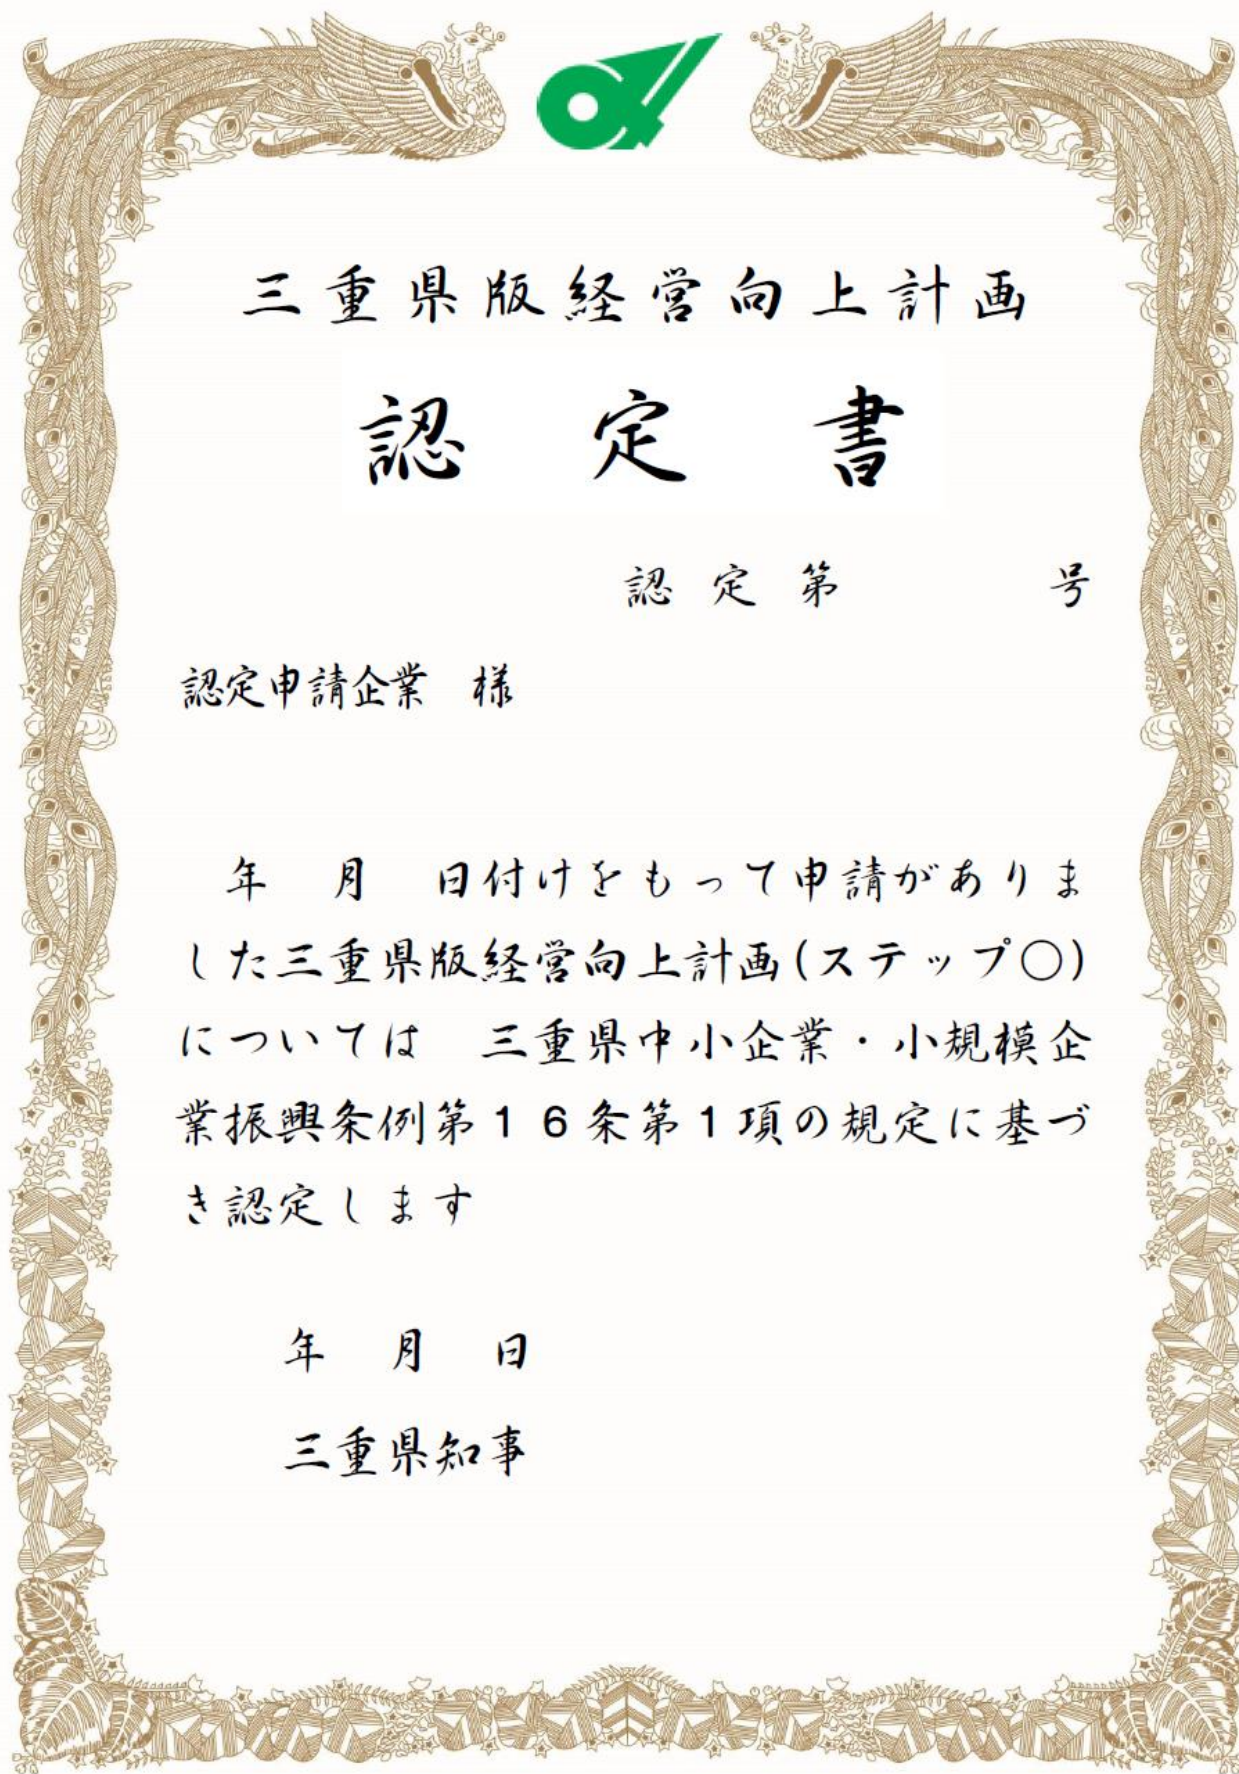 三重県版経営向上計画
認　定　書
認定第　　　号
認定申請企業　様
年　月　日付けをもって申請がありま
した三重県版経営向上計画(ステップ○)
については　三重県中小企業・小規模企
業振興条例第１６条第１項の規定に基づ
き認定します
年　月　日
三重県知事